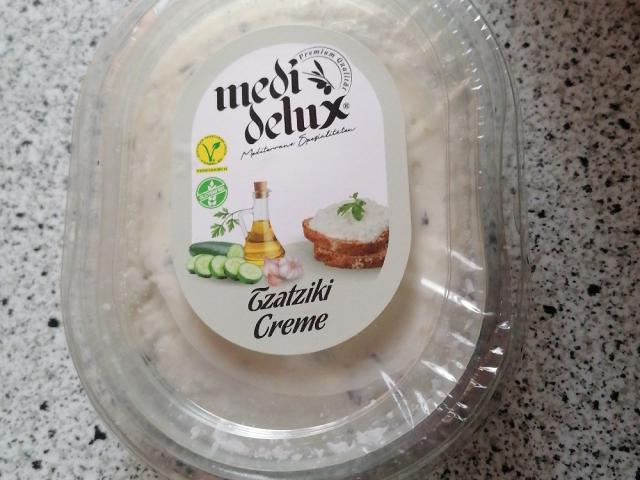 Premium Qualität
medi
delux®
Mediterrane Spezialitäten
Tzatziki
Creme